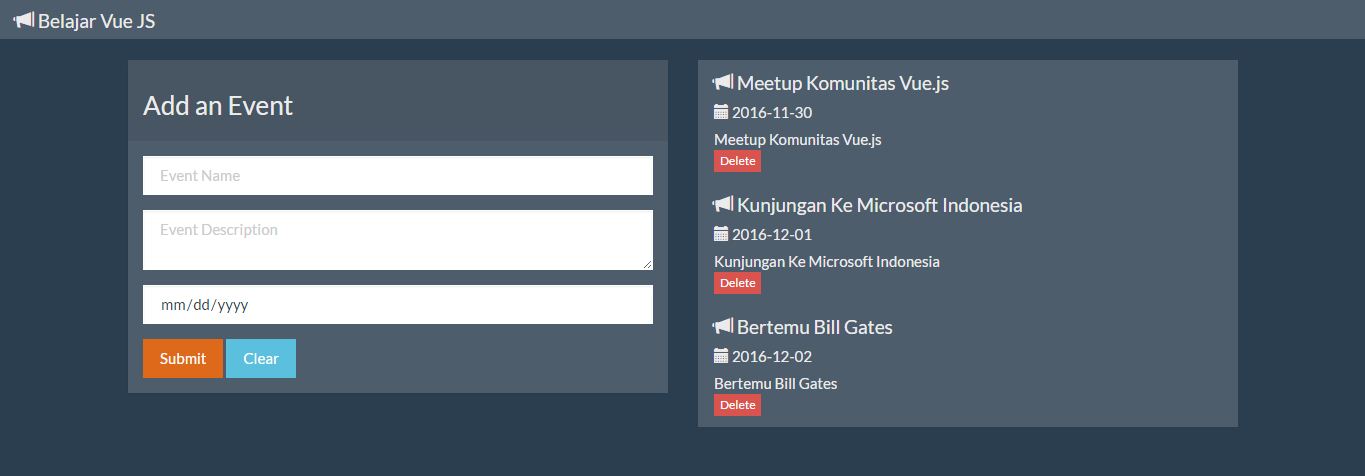 Belajar Vue JS
Add an Event
Event Name
Event Description
mm/dd/yyyy
Submit Clear
Meetup Komunitas Vue.js
2016-11-30
Meetup Komunitas Vue.js
Delete
Kunjungan Ke Microsoft Indonesia
2016-12-01
Kunjungan Ke Microsoft Indonesia
Delete
Bertemu Bill Gates
2016-12-02
Bertemu Bill Gates
Delete